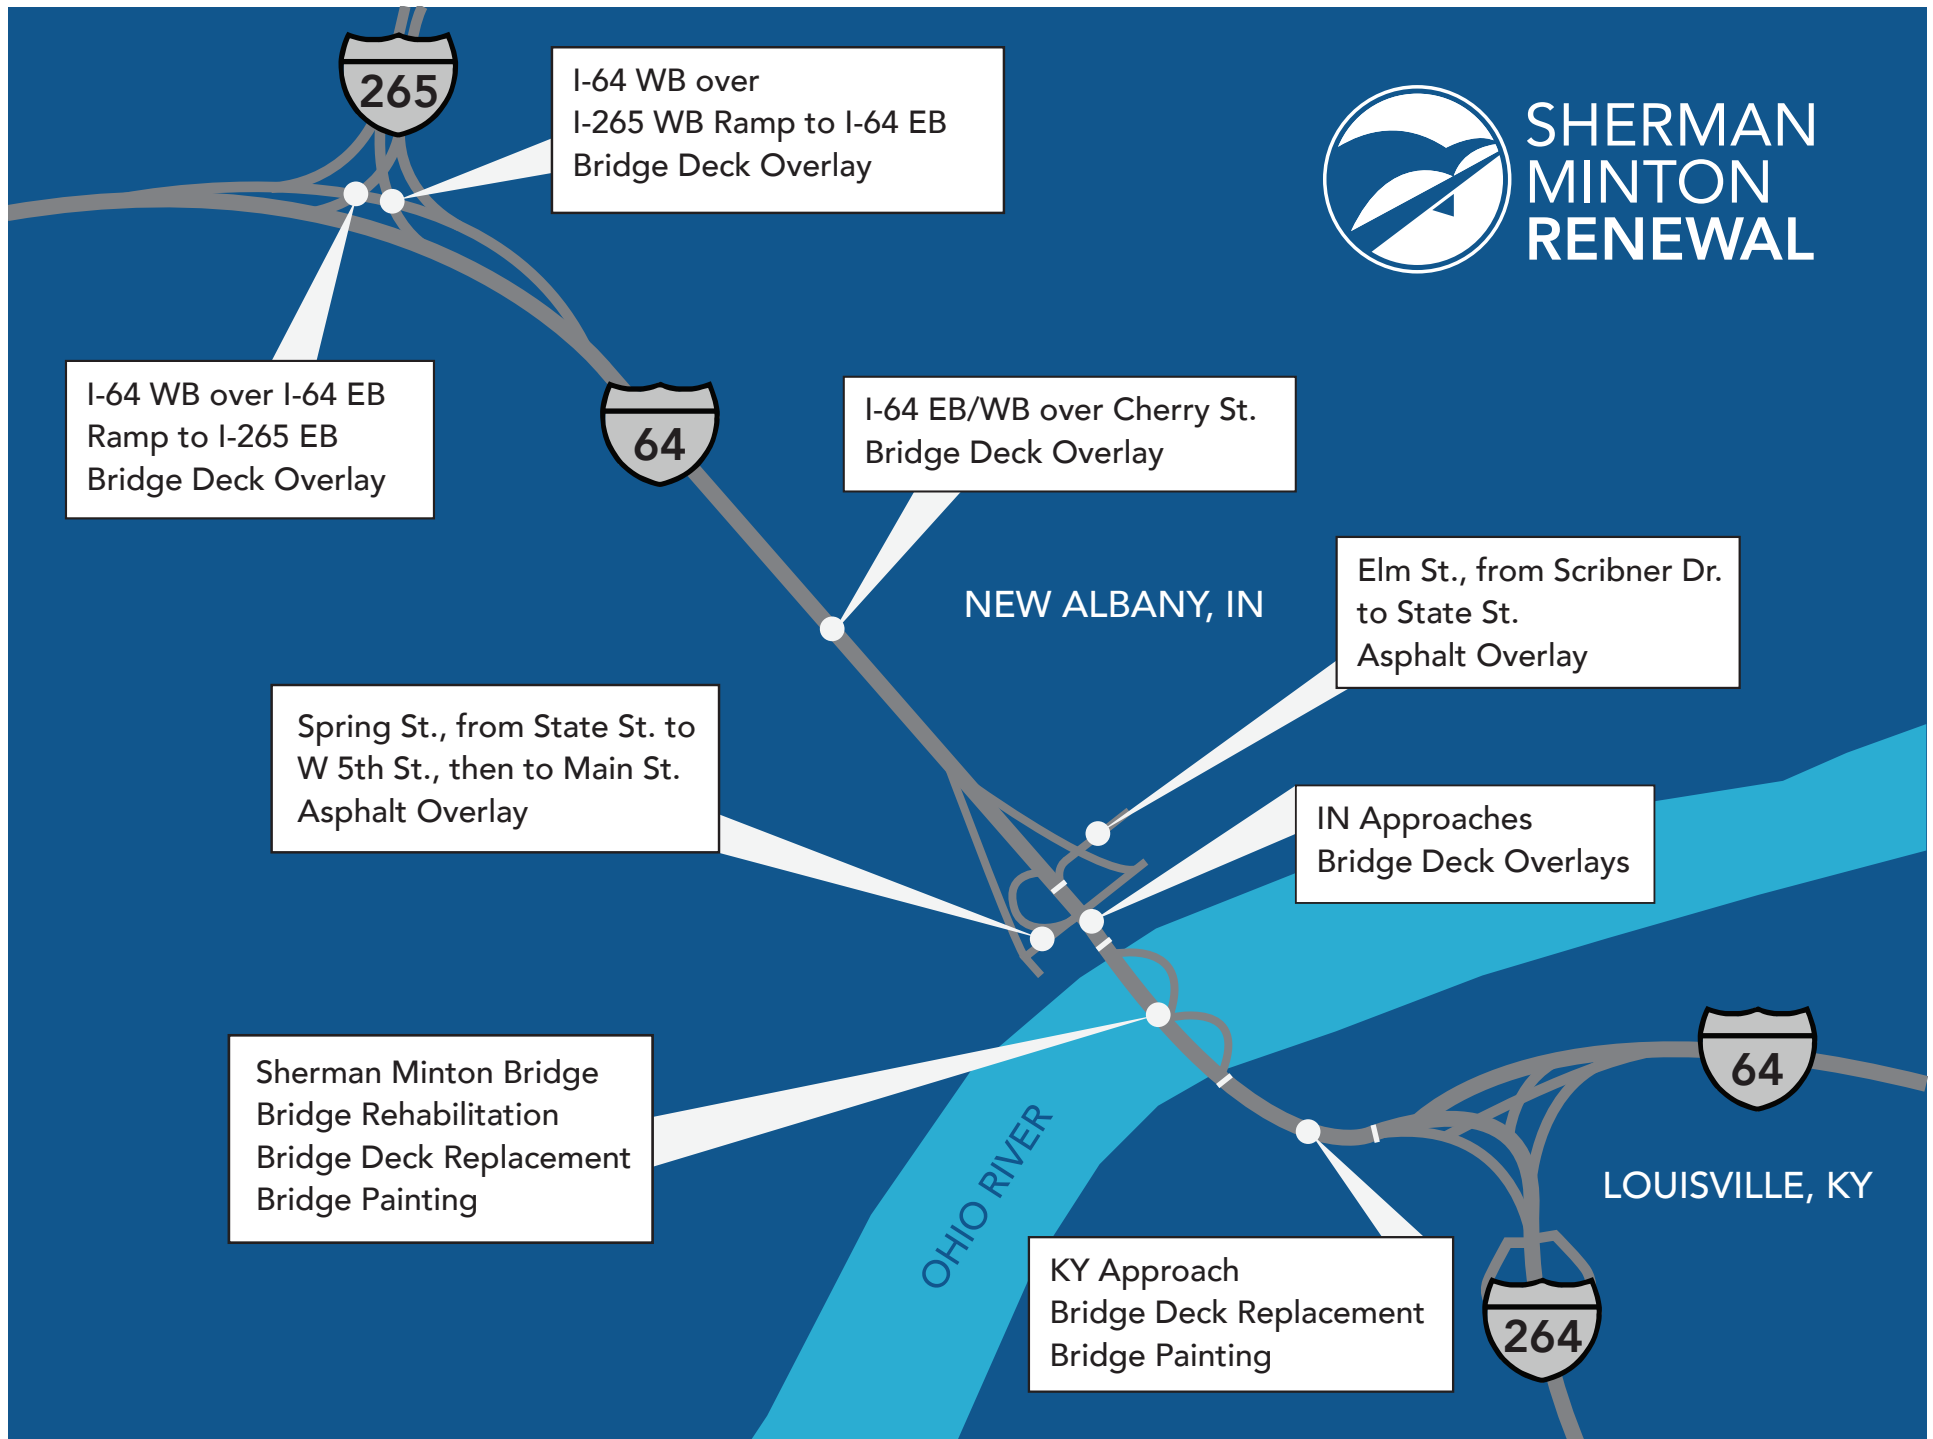 265
I-64 WB over
I-265 WB Ramp to I-64 EB
Bridge Deck Overlay
SHERMAN
MINTON
RENEWAL
I-64 WB over I-64 EB
Ramp to I-265 EB
Bridge Deck Overlay
64
I-64 EB/WB over Cherry St.
Bridge Deck Overlay
NEW ALBANY, IN
Elm St., from Scribner Dr.
to State St.
Asphalt Overlay
Spring St., from State St. to
W 5th St., then to Main St.
Asphalt Overlay
IN Approaches
Bridge Deck Overlays
Sherman Minton Bridge
Bridge Rehabilitation
Bridge Deck Replacement
Bridge Painting
OHIO RIVER
64
LOUISVILLE, KY
KY Approach
Bridge Deck Replacement
Bridge Painting
264